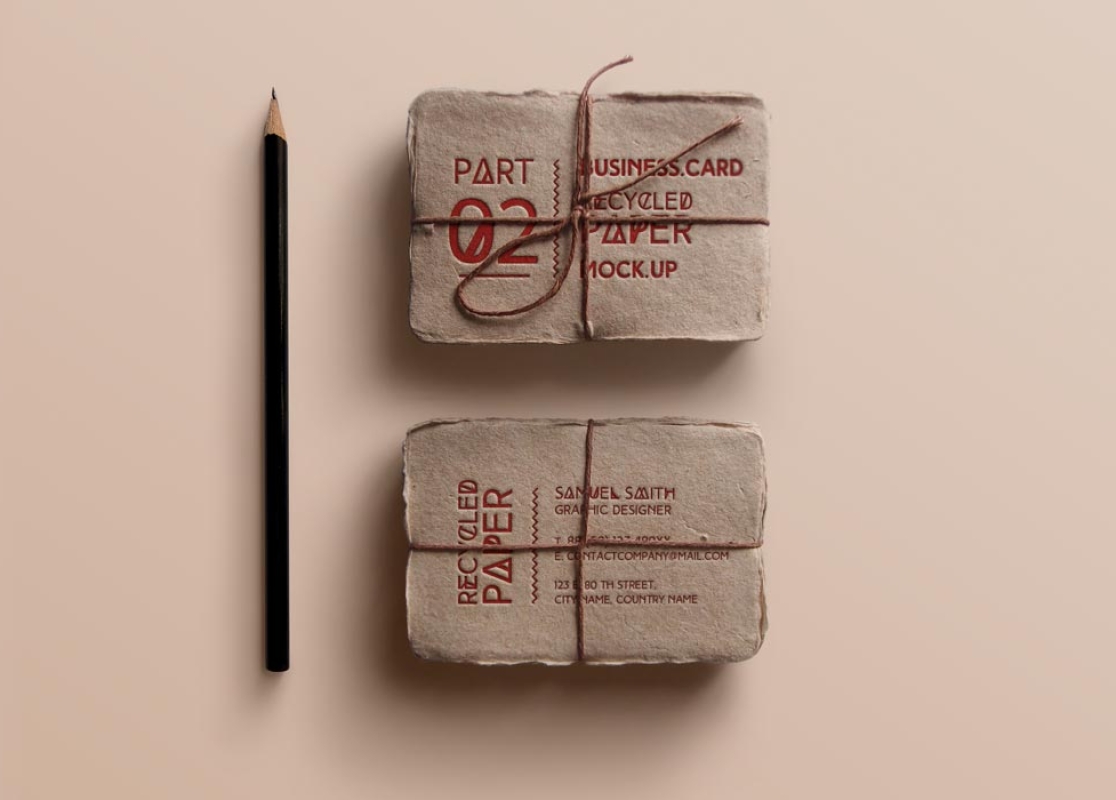 PART
02
BUSINESS.CARD
RECYCLED
PAPER
MOCK.UP
RECYCLED
PAPER
SAMUEL SMITH
GRAPHIC DESIGNER
T.
E. CONTACTCOMPANY@MAIL.COM
123 E. 80 TH STREET,
CITY NAME, COUNTRY NAME